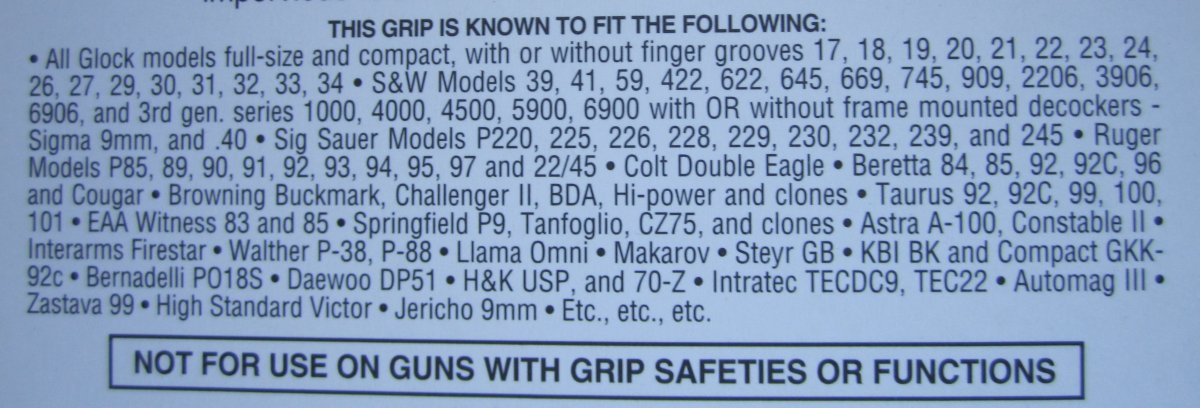 THIS GRIP IS KNOWN TO FIT THE FOLLOWING:
• All Glock models full-size and compact, with or without finger grooves 17, 18, 19, 20, 21, 22, 23, 24,
26, 27, 29, 30, 31, 32, 33, 34 • S&W Models 39, 41, 59, 422, 622, 645, 669, 745, 909, 2206, 3906,
6906, and 3rd gen. series 1000, 4000, 4500, 5900, 6900 with OR without frame mounted decockers -
Sigma 9mm, and .40 • Sig Sauer Models P220, 225, 226, 228, 229, 230, 232, 239, and 245 • Ruger
Models P85, 89, 90, 91, 92, 93, 94, 95, 97 and 22/45 • Colt Double Eagle • Beretta 84, 85, 92, 92C, 96
and Cougar • Browning Buckmark, Challenger II, BDA, Hi-power and clones • Taurus 92, 92C, 99, 100,
101 • EAA Witness 83 and 85 • Springfield P9, Tanfoglio, CZ75, and clones • Astra A-100, Constable II •
Interarms Firestar • Walther P-38, P-88 • Llama Omni • Makarov • Steyr GB • KBI BK and Compact GKK-
92c • Bernadelli PO18S • Daewoo DP51 • H&K USP, and 70-Z • Intratec TECDC9, TEC22 • Automag III •
Zastava 99 • High Standard Victor • Jericho 9mm • Etc., etc., etc.
NOT FOR USE ON GUNS WITH GRIP SAFETIES OR FUNCTIONS